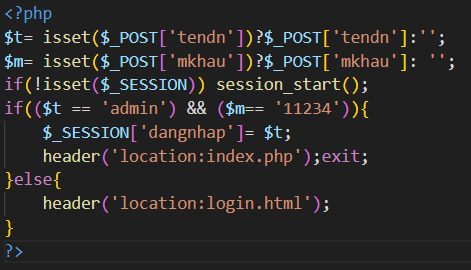 <?php
$t= isset($_POST['tendn'])?$_POST['tendn']:'';
$m= isset($_POST['mkhau'])?$_POST['mkhau']: '';
if(!isset($_SESSION)) session_start();
if(($t == 'admin') && ($m== '11234')){
    $_SESSION['dangnhap']= $t;
    header('location:index.php');exit;
}else{
    header('location:login.html');
}
?>